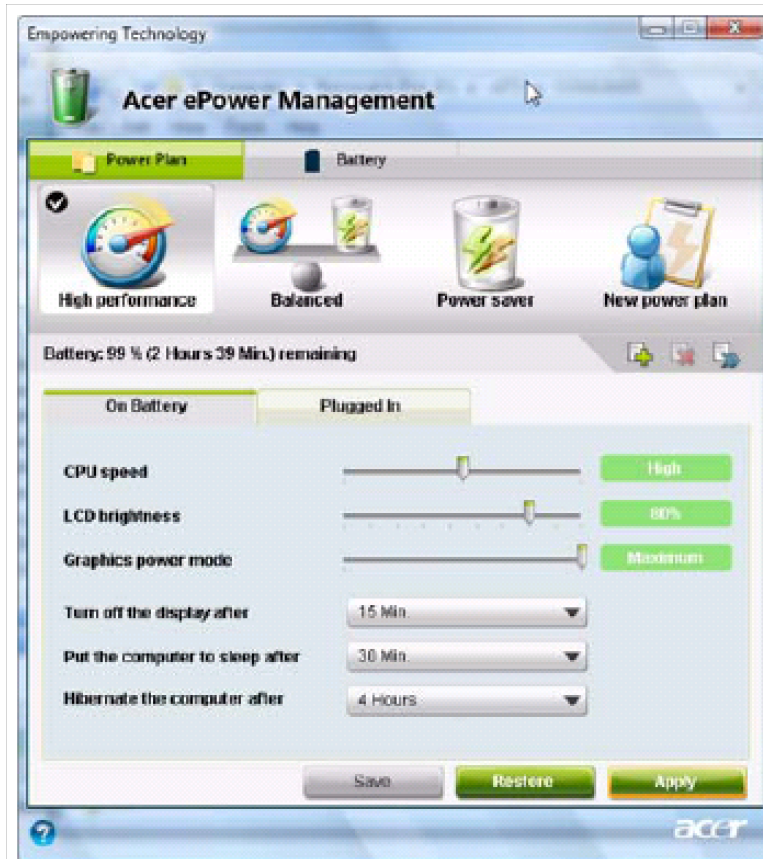 Empowering Technology
Acer ePower Management
Power Plan
Battery
High performance
Balanced
Power saver
New power plan
Battery: 99 % (2 Hours 39 Min.) remaining
On Battery
Plugged In
CPU speed
High
LCD brightness
80%
Graphics power mode
Maximum
Turn off the display after
15 Min.
Put the computer to sleep after
30 Min.
Hibernate the computer after
4 Hours
Save
Restore
Apply
?
acer